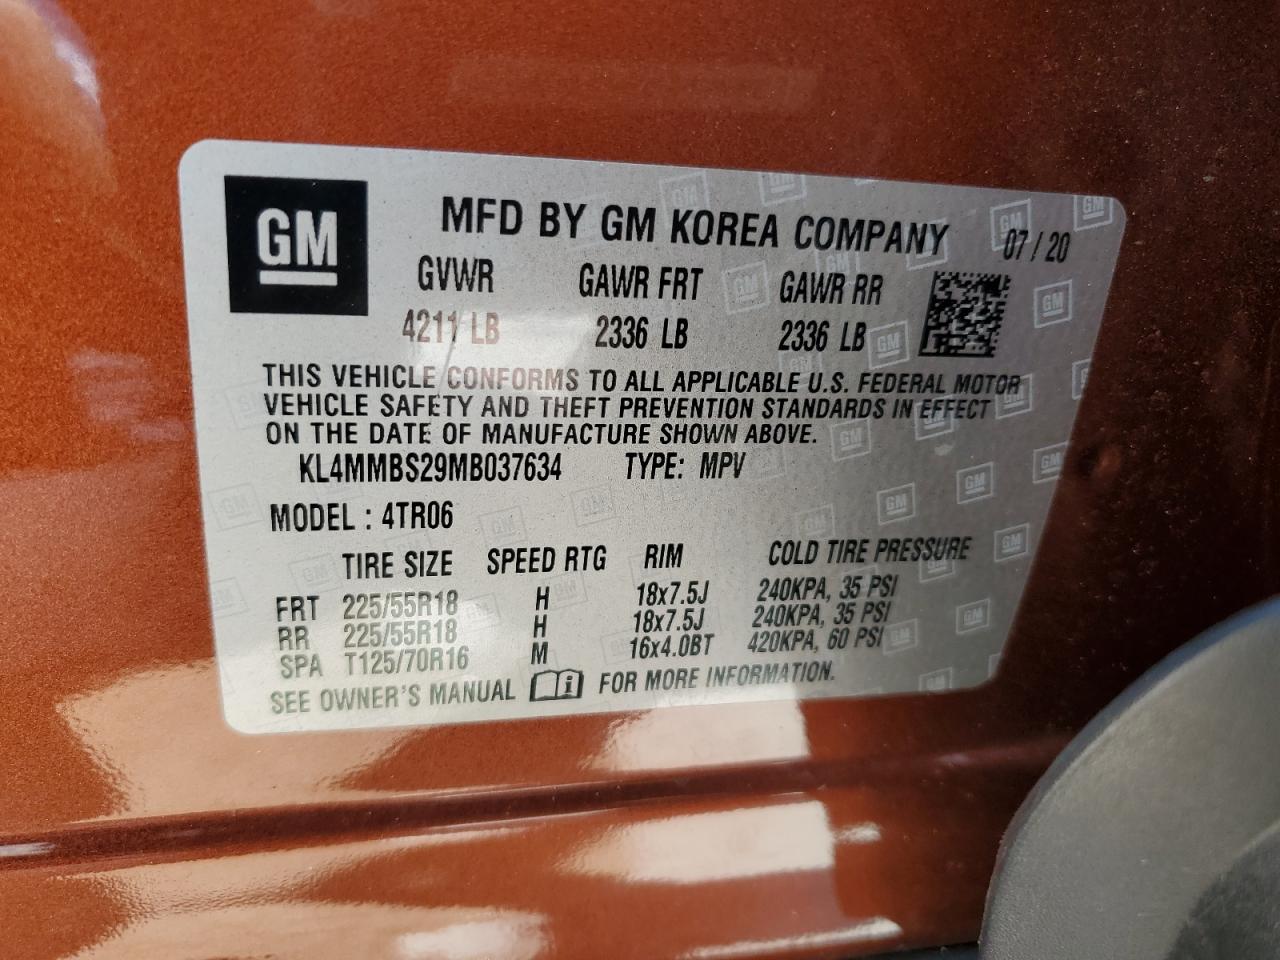 GM
MFD BY GM KOREA COMPANY 07/20
GVWR GAWR FRT GAWR RR
4211 LB 2336 LB 2336 LB
THIS VEHICLE CONFORMS TO ALL APPLICABLE U.S. FEDERAL MOTOR
VEHICLE SAFETY AND THEFT PREVENTION STANDARDS IN EFFECT
ON THE DATE OF MANUFACTURE SHOWN ABOVE.
KL4MMBS29MB037634 TYPE: MPV
MODEL : 4TR06
TIRE SIZE SPEED RTG RIM COLD TIRE PRESSURE
FRT 225/55R18 H 18x7.5J 240KPA, 35 PSI
RR 225/55R18 H 18x7.5J 240KPA, 35 PSI
SPA T125/70R16 M 16x4.0BT 420KPA, 60 PSI
SEE OWNER'S MANUAL i FOR MORE INFORMATION.